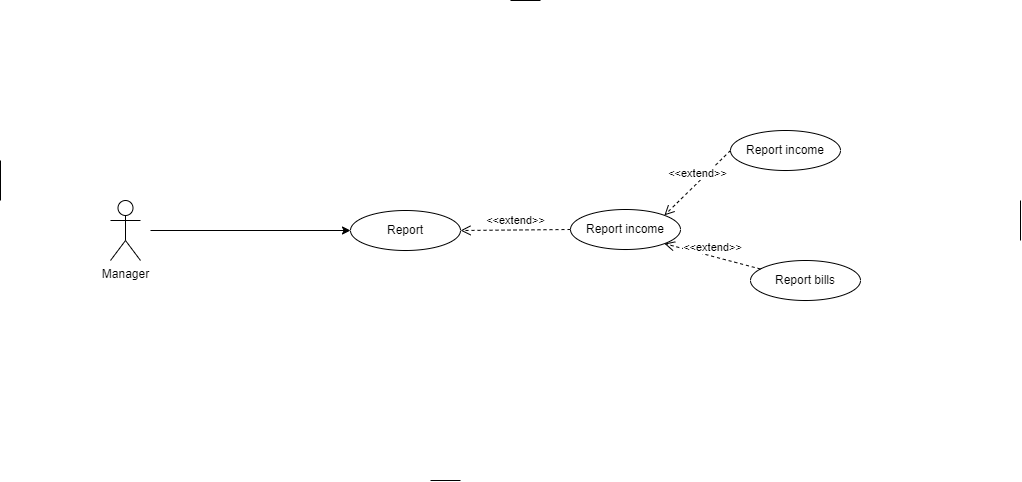 Report income
<<extend>>
<<extend>>
Report
Report income
<<extend>>
Manager
Report bills